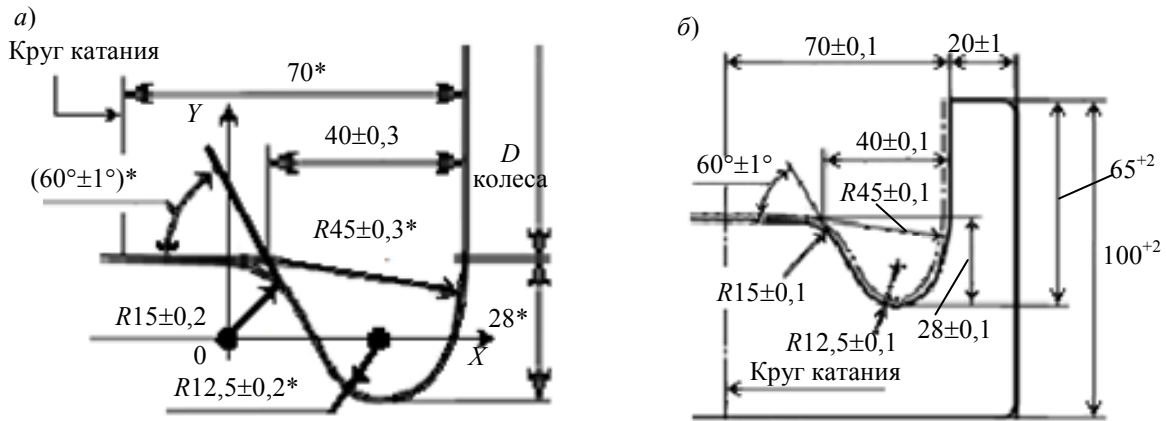 а)
Круг катания
70*
Y
40±0,3
D
колеса
(60°±1°)*
R45±0,3*
R15±0,2
28*
0
X
R12,5±0,2*
б)
70±0,1
20±1
40±0,1
60°±1°
R45±0,1
65+2
100+2
R15±0,1
28±0,1
R12,5±0,1
Круг катания